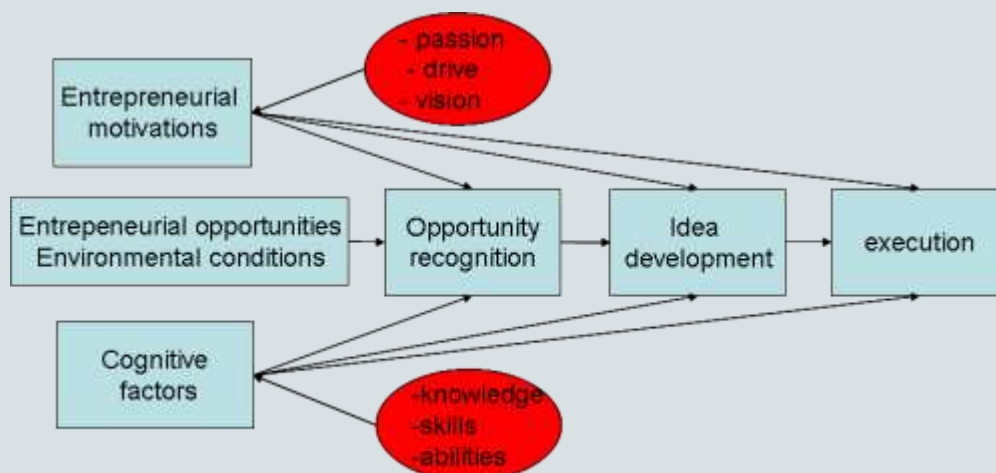 - passion
- drive
- vision
Entrepreneurial
motivations
Entrepeneurial opportunities
Environmental conditions
Opportunity
recognition
Idea
development
execution
Cognitive
factors
-knowledge
-skills
-abilities